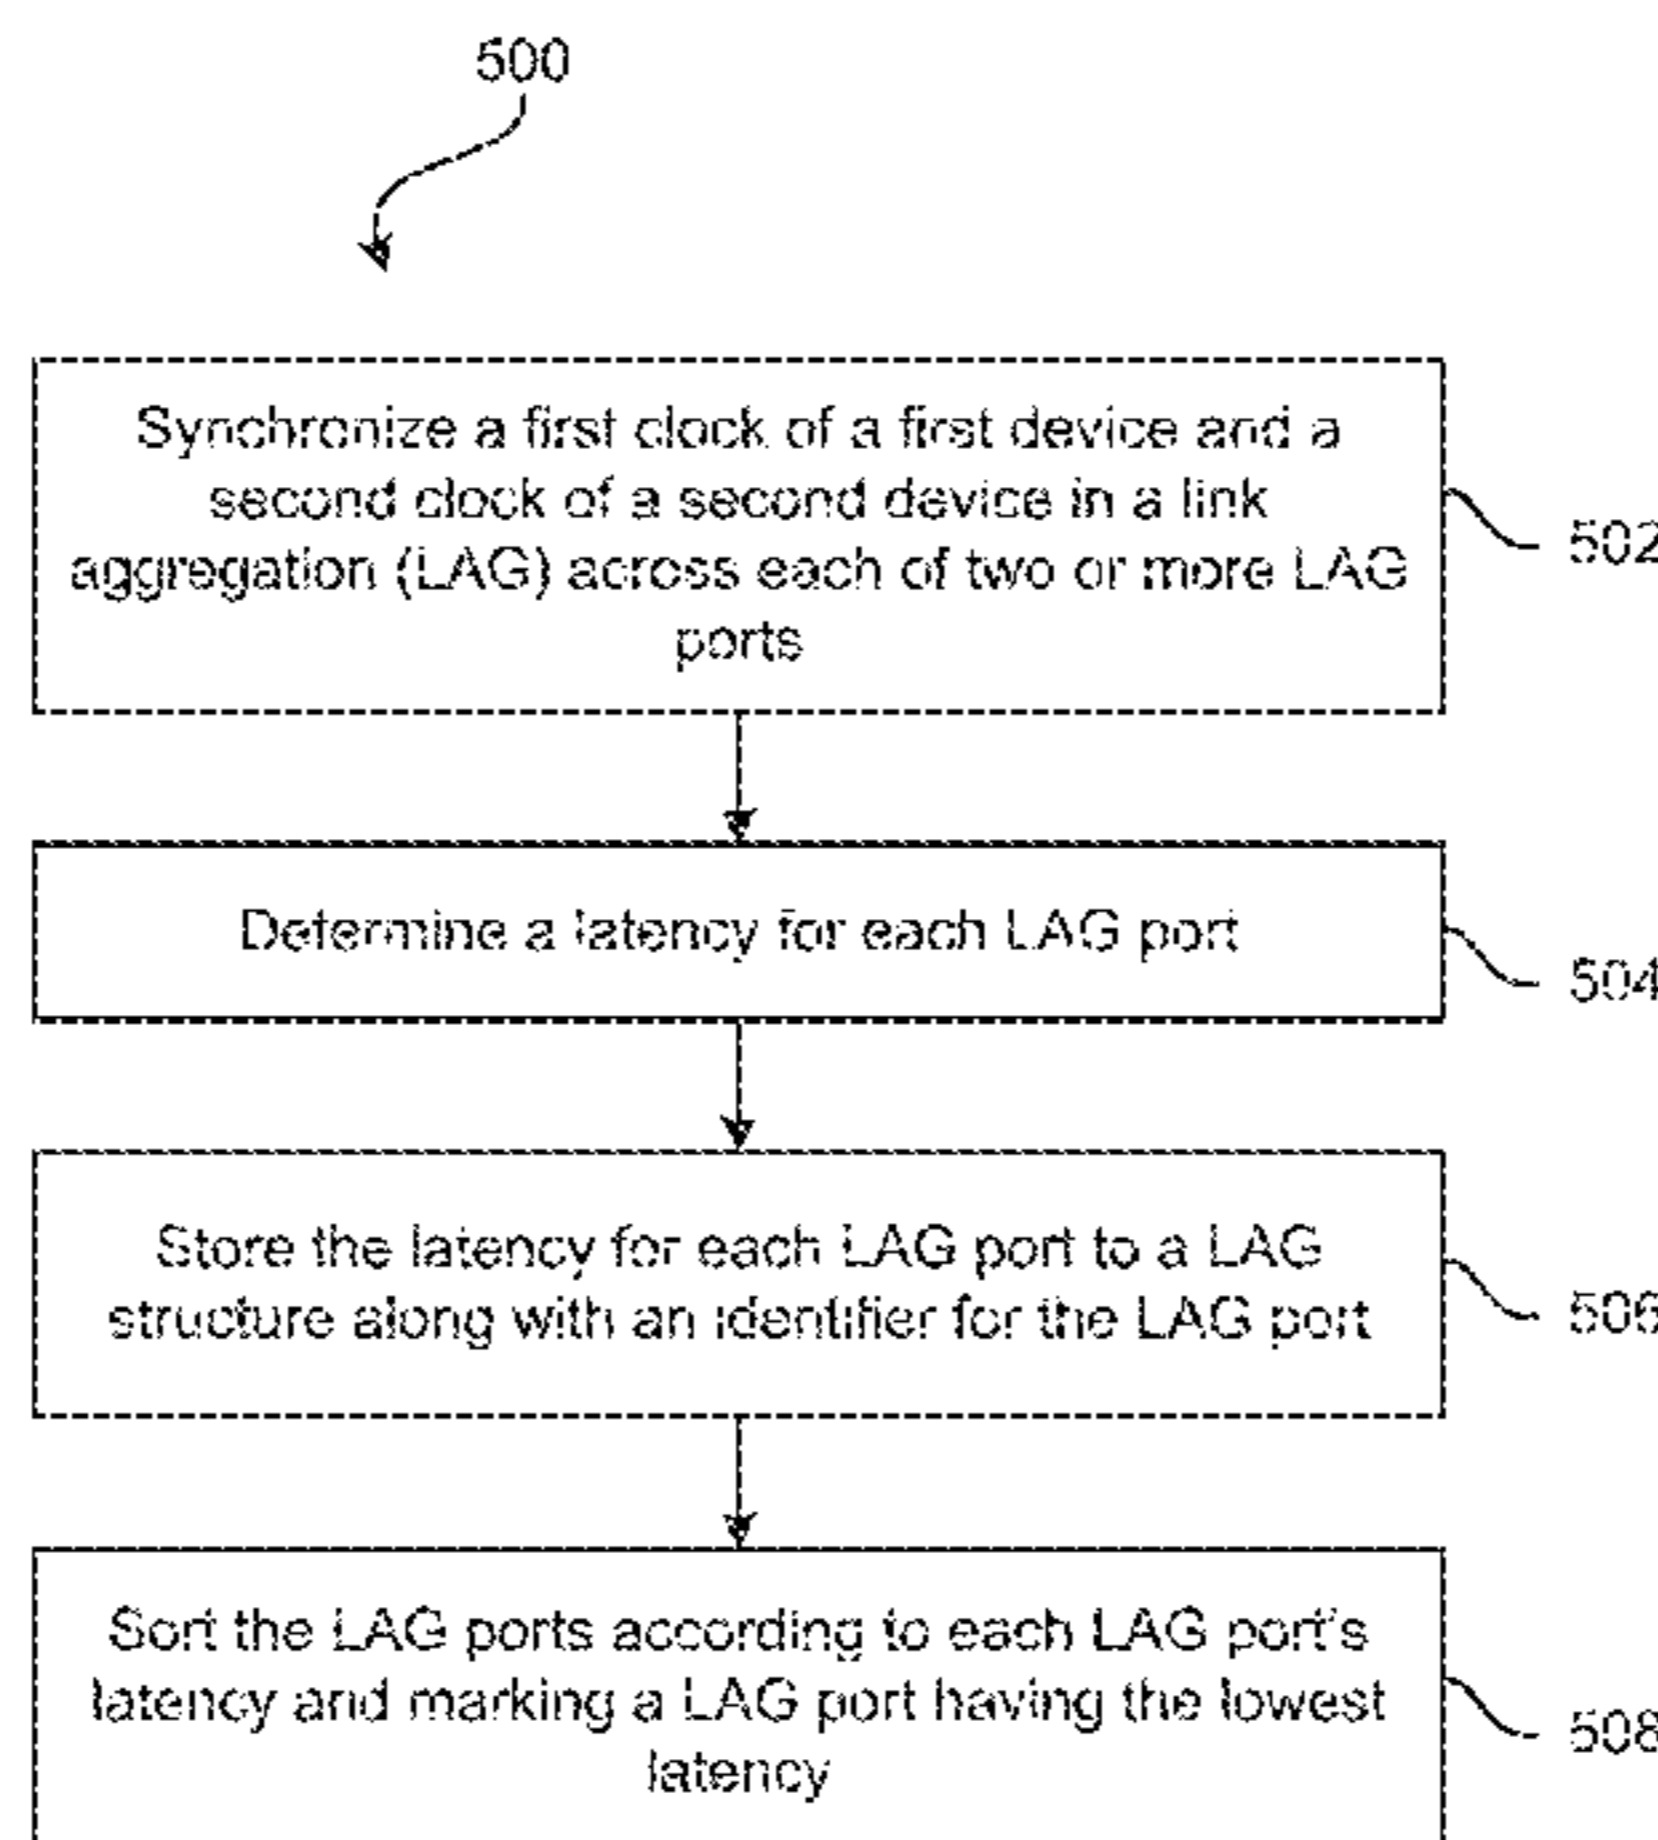 500
Synchronize a first clock of a first device and a
second clock of a second device in a link
aggregation (LAG) across each of two or more LAG
ports
502
Determine a latency for each LAG port
504
Store the latency for each LAG port to a LAG
structure along with an identifier for the LAG port
506
Sort the LAG ports according to each LAG port's
latency and marking a LAG port having the lowest
latency
508